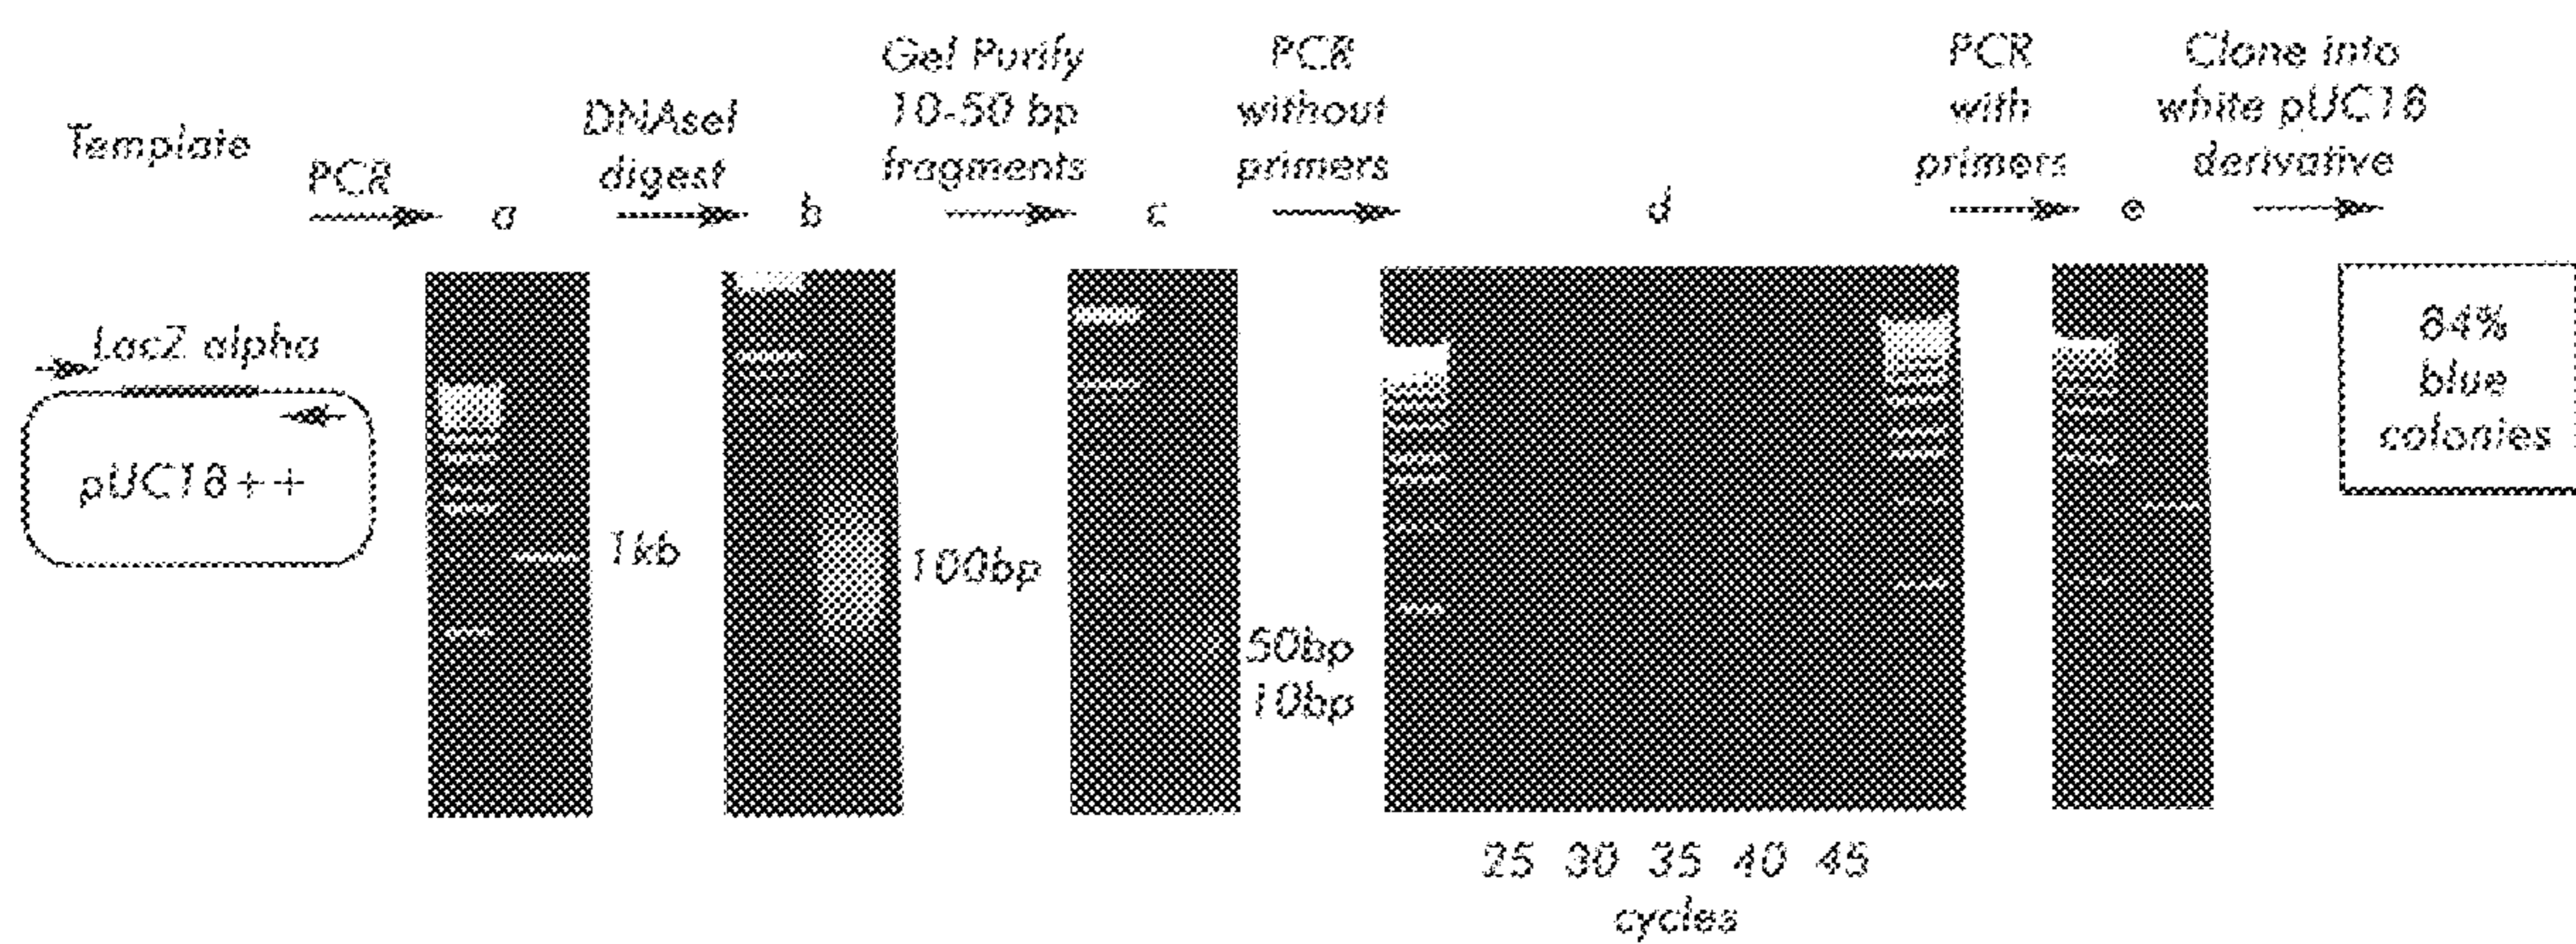 Template
PCR
a
DNAseI
digest
b
Gel Purify
10-50 bp
fragments
c
PCR
without
primers
d
PCR
with
primers
e
Clone into
white pUC18
derivative
LacZ alpha
pUC18++
1kb
100bp
50bp
10bp
25 30 35 40 45
cycles
84%
blue
colonies